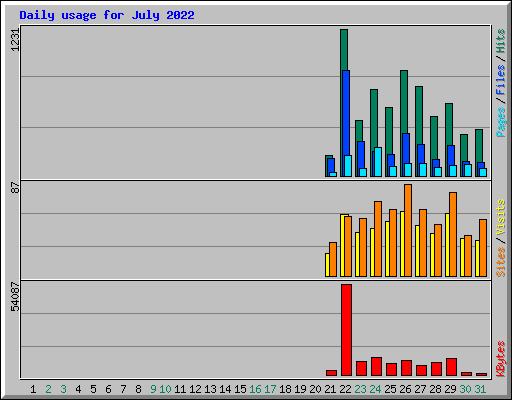 Daily usage for July 2022
1231
Pages / Files / Hits
87
Sites / Visits
54087
KBytes
1 2 3 4 5 6 7 8 9 10 11 12 13 14 15 16 17 18 19 20 21 22 23 24 25 26 27 28 29 30 31